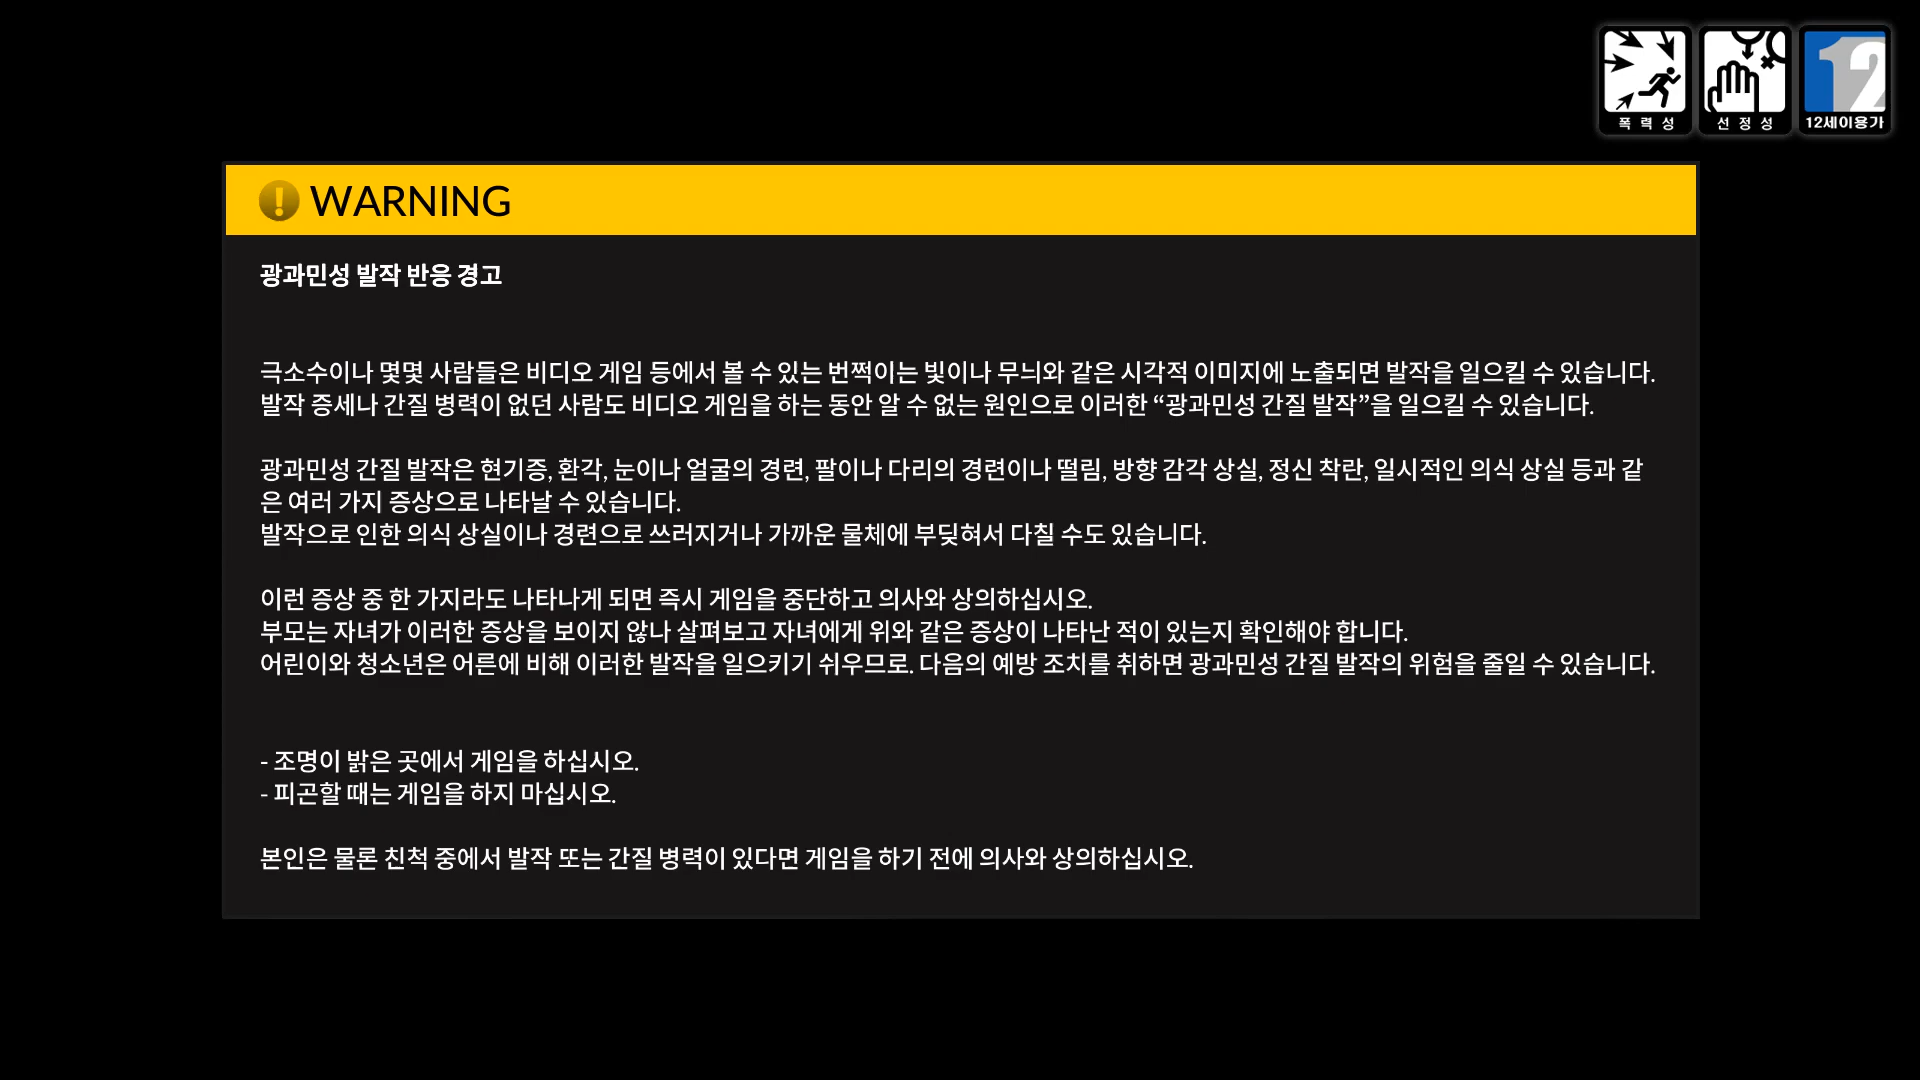 폭력성
선정성
12
12세이용가
WARNING
광과민성 발작 반응 경고
극소수이나 몇몇 사람들은 비디오 게임 등에서 볼 수 있는 번쩍이는 빛이나 무늬와 같은 시각적 이미지에 노출되면 발작을 일으킬 수 있습니다.
발작 증세나 간질 병력이 없던 사람도 비디오 게임을 하는 동안 알 수 없는 원인으로 이러한 “광과민성 간질 발작”을 일으킬 수 있습니다.
광과민성 간질 발작은 현기증, 환각, 눈이나 얼굴의 경련, 팔이나 다리의 경련이나 떨림, 방향 감각 상실, 정신 착란, 일시적인 의식 상실 등과 같
은 여러 가지 증상으로 나타날 수 있습니다.
발작으로 인한 의식 상실이나 경련으로 쓰러지거나 가까운 물체에 부딪혀서 다칠 수도 있습니다.
이런 증상 중 한 가지라도 나타나게 되면 즉시 게임을 중단하고 의사와 상의하십시오.
부모는 자녀가 이러한 증상을 보이지 않나 살펴보고 자녀에게 위와 같은 증상이 나타난 적이 있는지 확인해야 합니다.
어린이와 청소년은 어른에 비해 이러한 발작을 일으키기 쉬우므로. 다음의 예방 조치를 취하면 광과민성 간질 발작의 위험을 줄일 수 있습니다.
- 조명이 밝은 곳에서 게임을 하십시오.
- 피곤할 때는 게임을 하지 마십시오.
본인은 물론 친척 중에서 발작 또는 간질 병력이 있다면 게임을 하기 전에 의사와 상의하십시오.